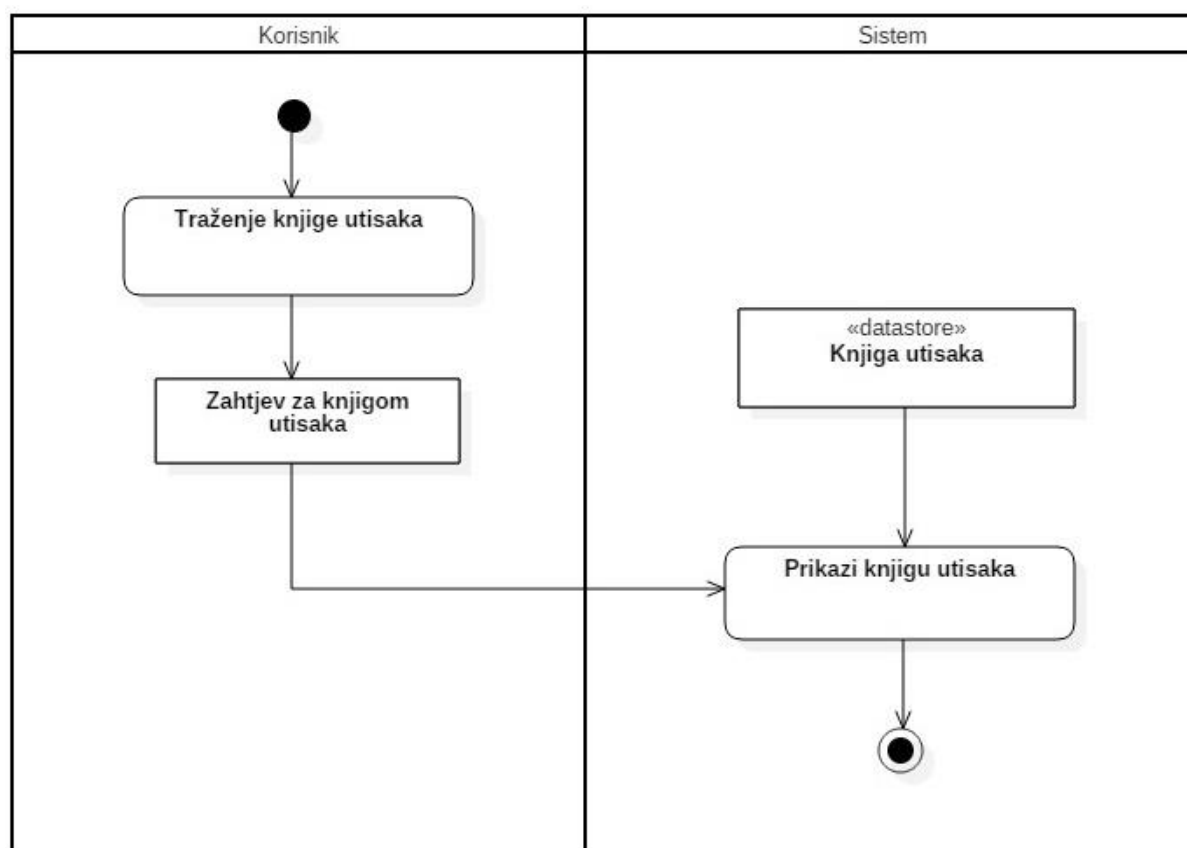 Korisnik
Sistem
Traženje knjige utisaka
Zahtjev za knjigom
utisaka
«datastore»
Knjiga utisaka
Prikazi knjigu utisaka